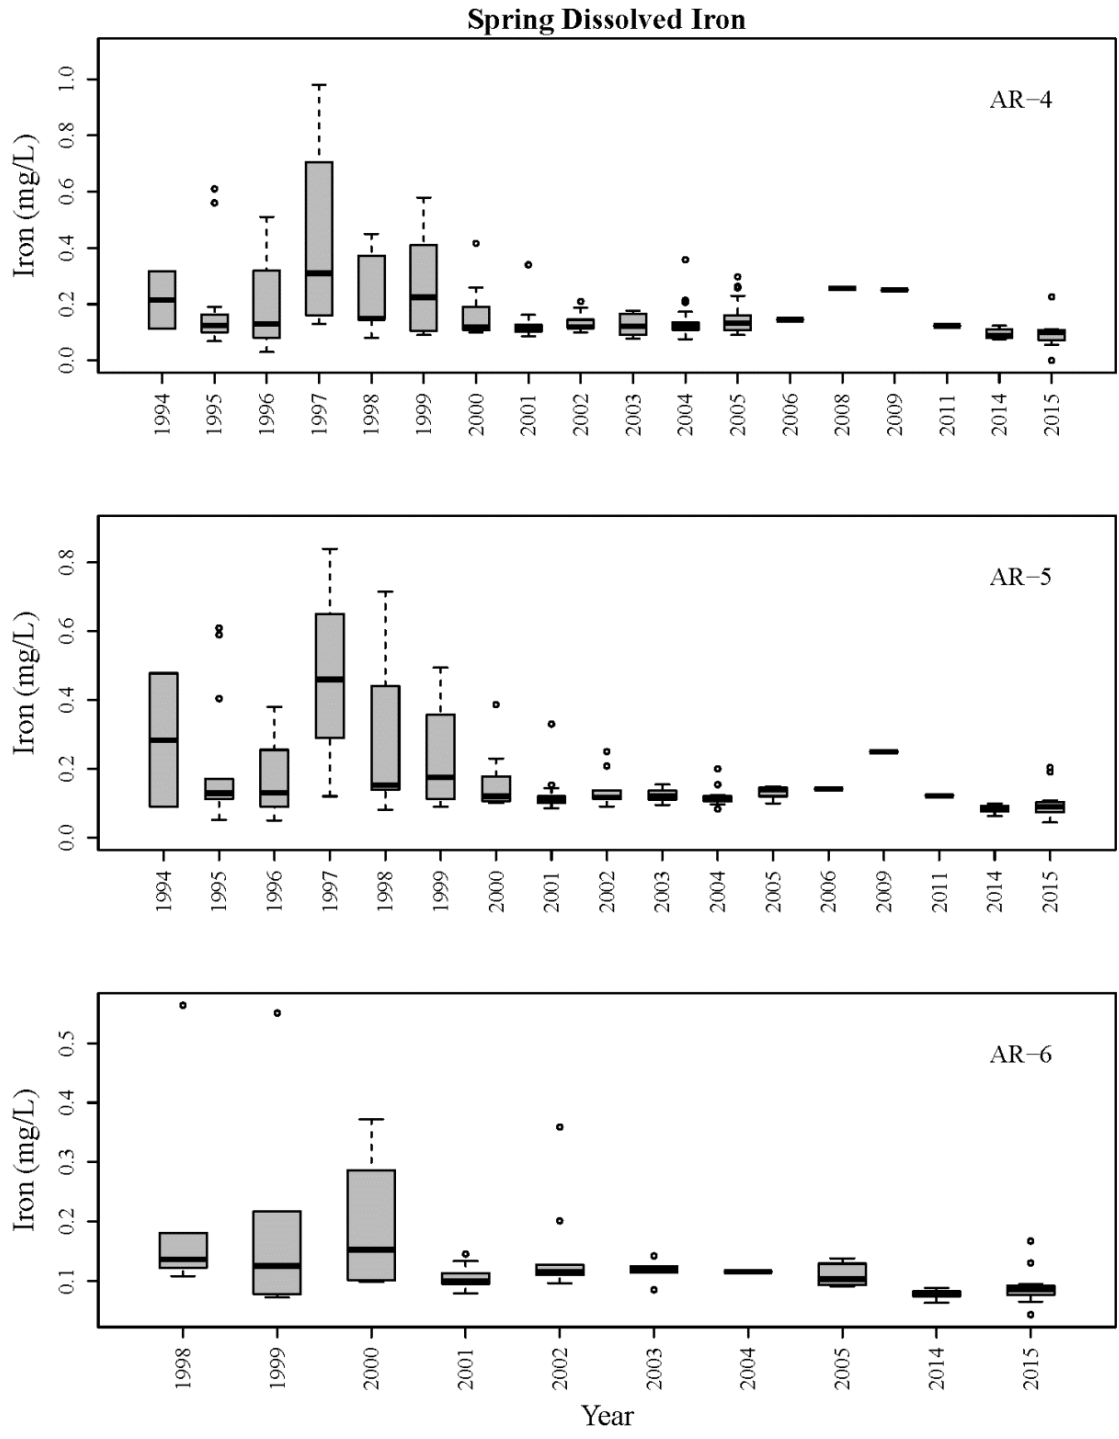 Spring Dissolved Iron
AR−4
Iron (mg/L)
1.0
0.8
0.6
0.4
0.2
0.0
1994 1995 1996 1997 1998 1999 2000 2001 2002 2003 2004 2005 2006 2008 2009 2011 2014 2015
AR−5
Iron (mg/L)
0.8
0.6
0.4
0.2
0.0
1994 1995 1996 1997 1998 1999 2000 2001 2002 2003 2004 2005 2006 2009 2011 2014 2015
AR−6
Iron (mg/L)
0.5
0.4
0.3
0.2
0.1
1998 1999 2000 2001 2002 2003 2004 2005 2014 2015
Year